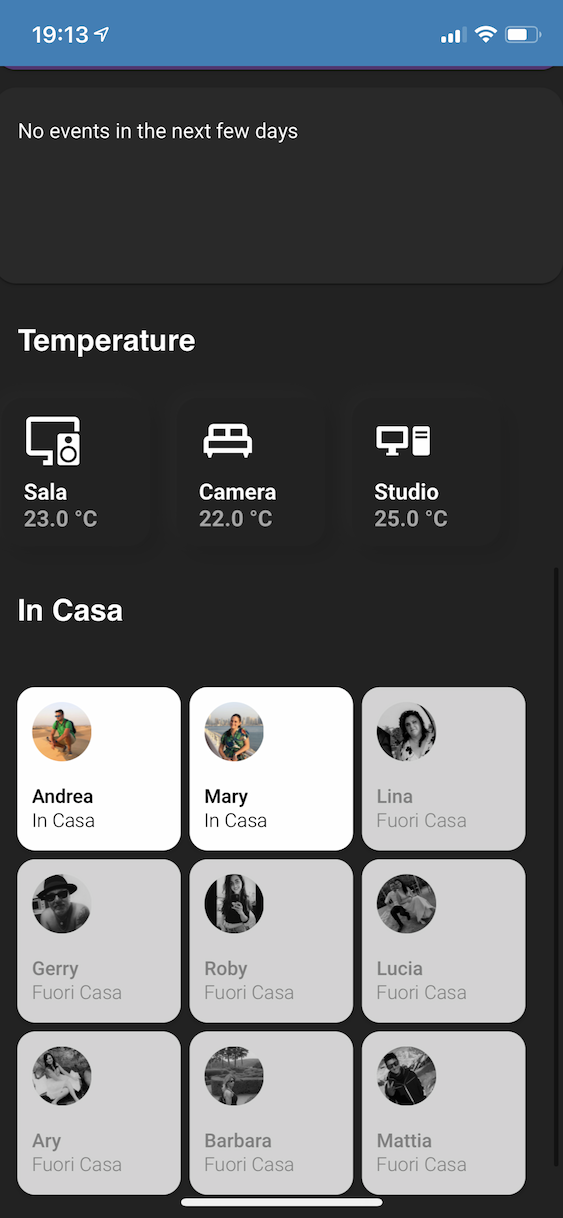 19:13
No events in the next few days
Temperature
Sala
23.0 °C
Camera
22.0 °C
Studio
25.0 °C
In Casa
Andrea
In Casa
Mary
In Casa
Lina
Fuori Casa
Gerry
Fuori Casa
Roby
Fuori Casa
Lucia
Fuori Casa
Ary
Fuori Casa
Barbara
Fuori Casa
Mattia
Fuori Casa